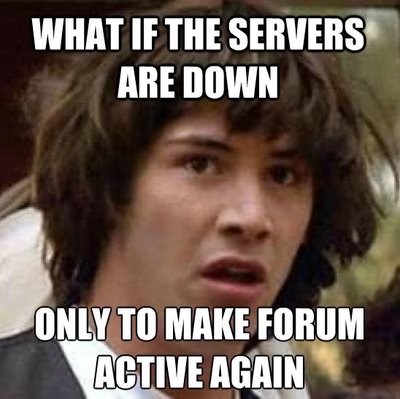 WHAT IF THE SERVERS
ARE DOWN
ONLY TO MAKE FORUM
ACTIVE AGAIN